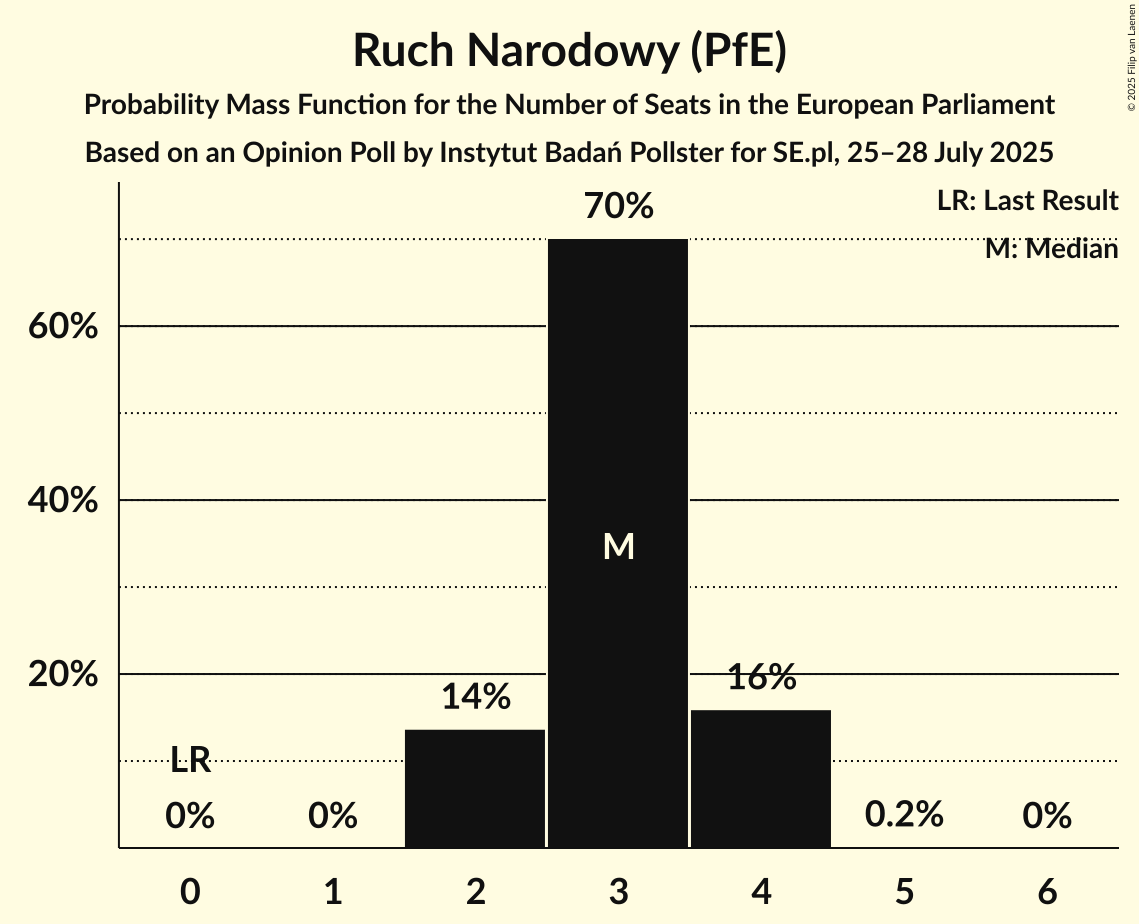 Ruch Narodowy (PfE)
Probability Mass Function for the Number of Seats in the European Parliament
Based on an Opinion Poll by Instytut Badań Pollster for SE.pl, 25–28 July 2025
© 2025 Filip van Laenen
LR: Last Result
M: Median
70%
60%
40%
M
20%
16%
14%
LR
0%
0%
0.2%
0%
0
1
2
3
4
5
6